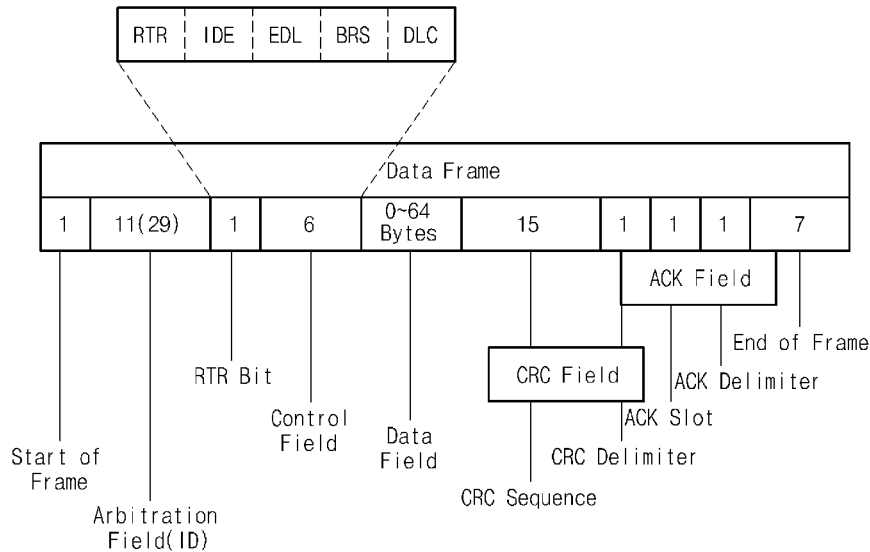 RTR IDE EDL BRS DLC
Data Frame
1 11(29) 1 6 0~64 Bytes 15 1 1 1 7
ACK Field
End of Frame
RTR Bit
CRC Field
ACK Delimiter
Control
Field
ACK Slot
Data
Field
Start of
Frame
CRC Delimiter
CRC Sequence
Arbitration
Field(ID)